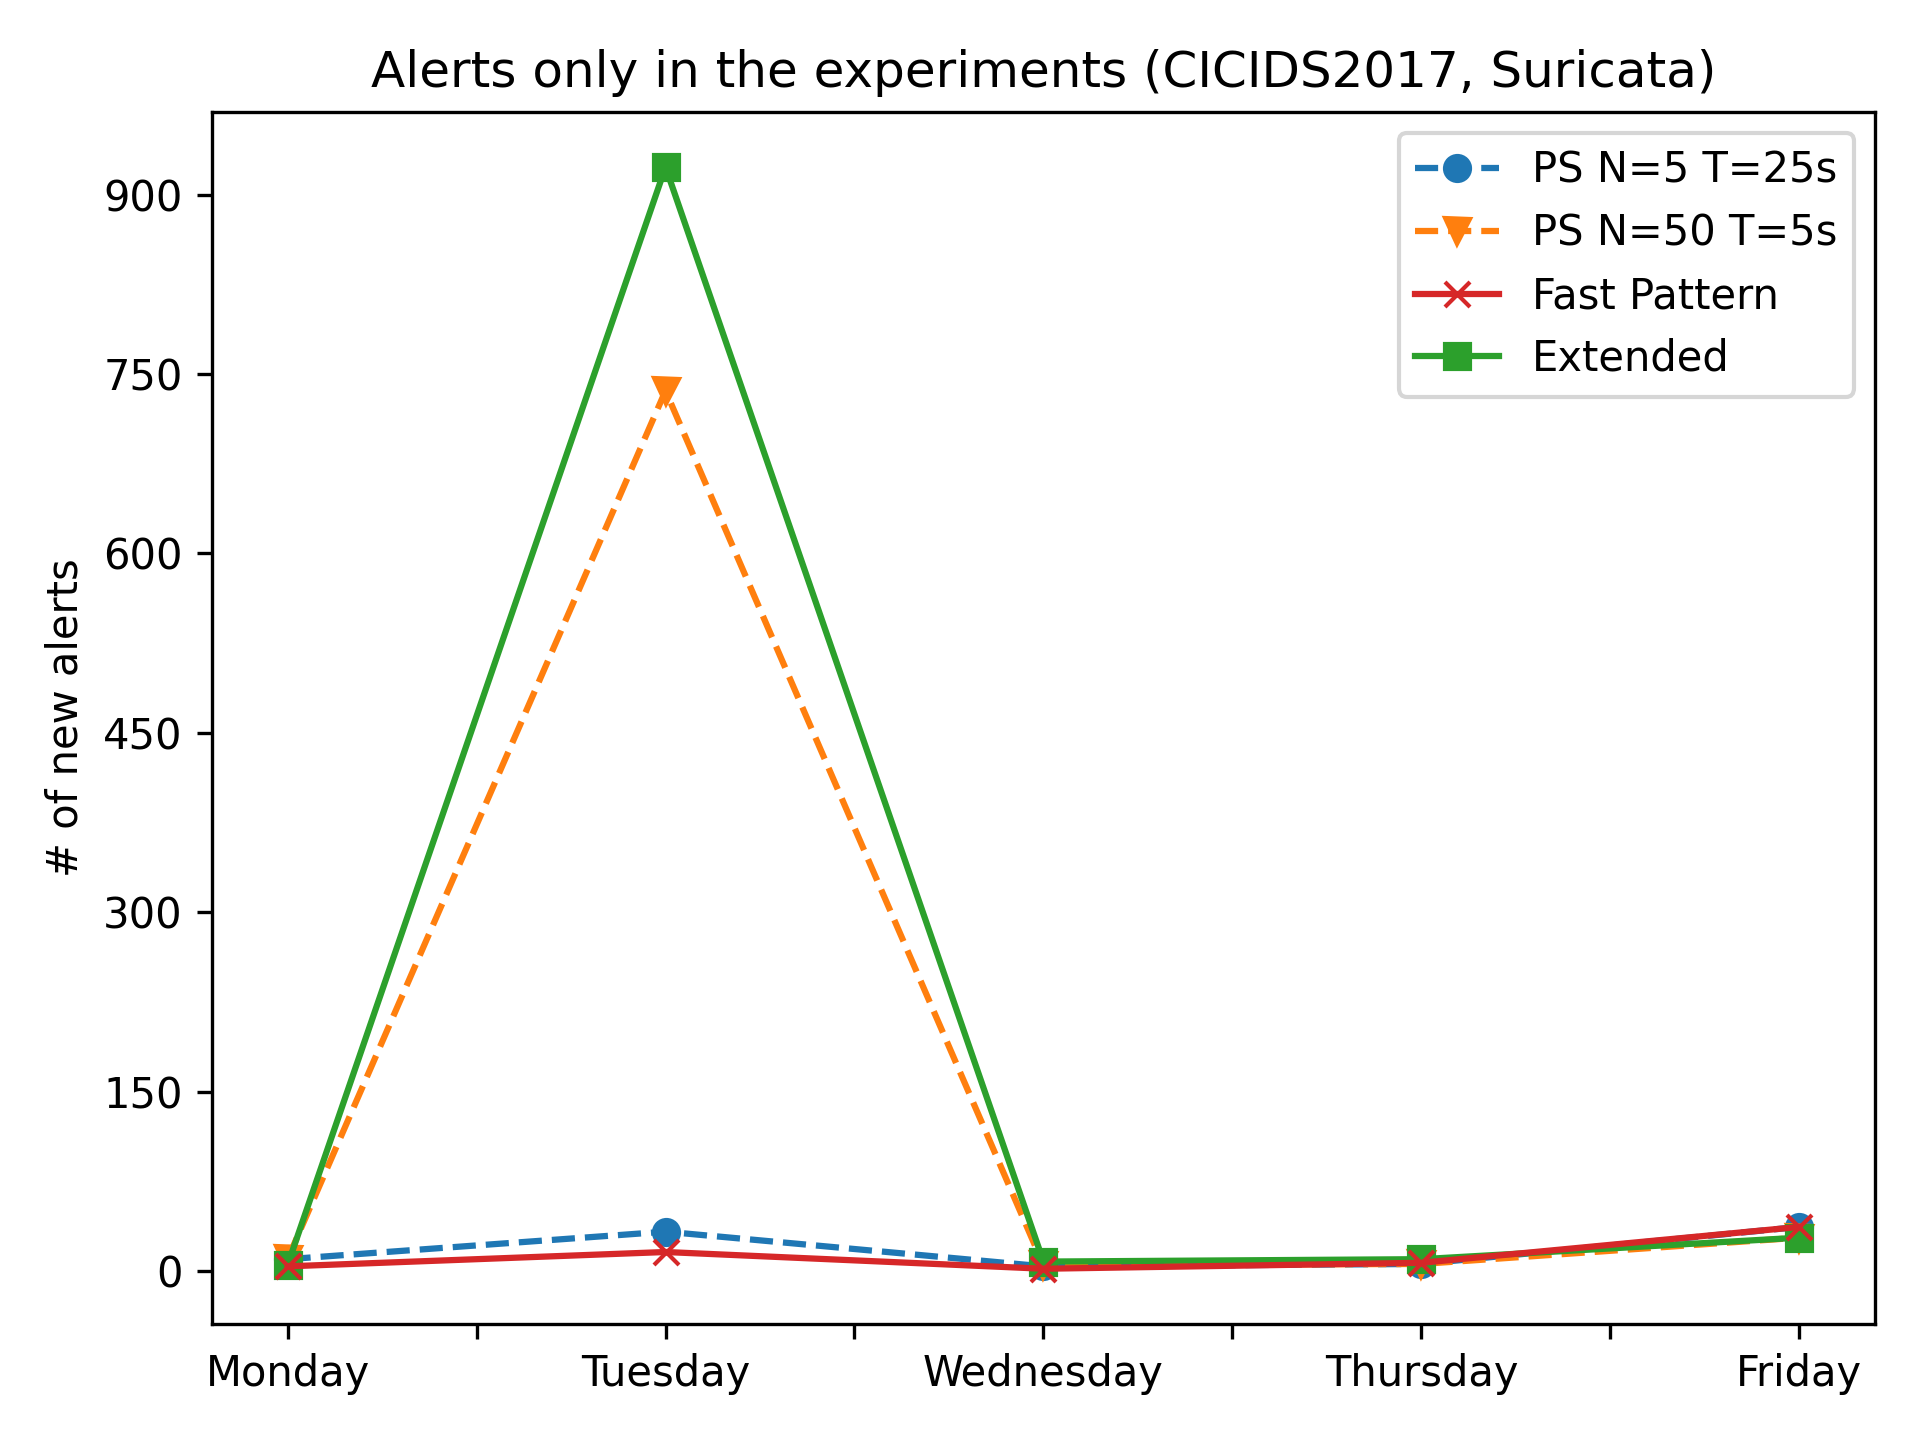 Alerts only in the experiments (CICIDS2017, Suricata)
PS N=5 T=25s
PS N=50 T=5s
Fast Pattern
Extended
# of new alerts
900
750
600
450
300
150
0
Monday Tuesday Wednesday Thursday Friday